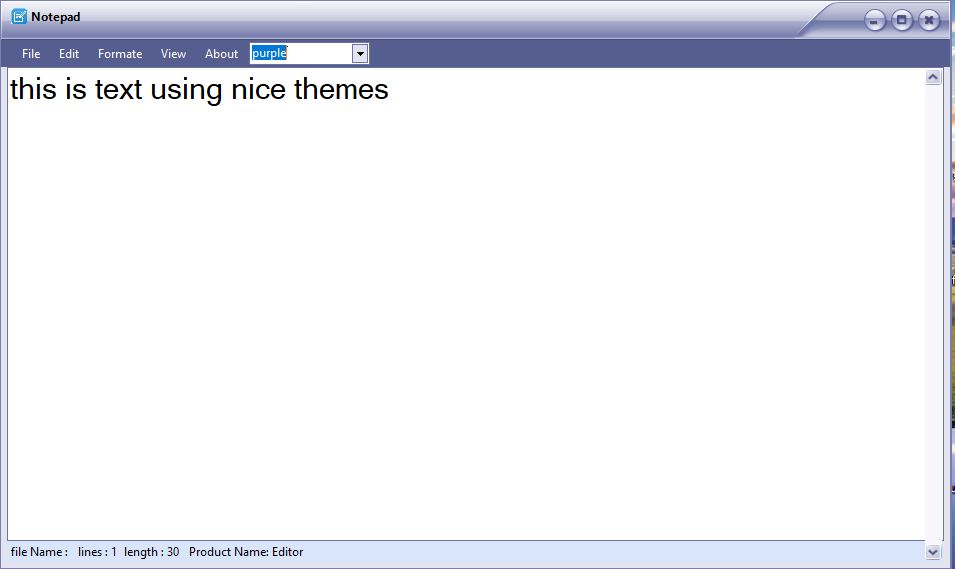 Notepad
File Edit Formate View About purple
this is text using nice themes
file Name : lines : 1 length : 30 Product Name: Editor